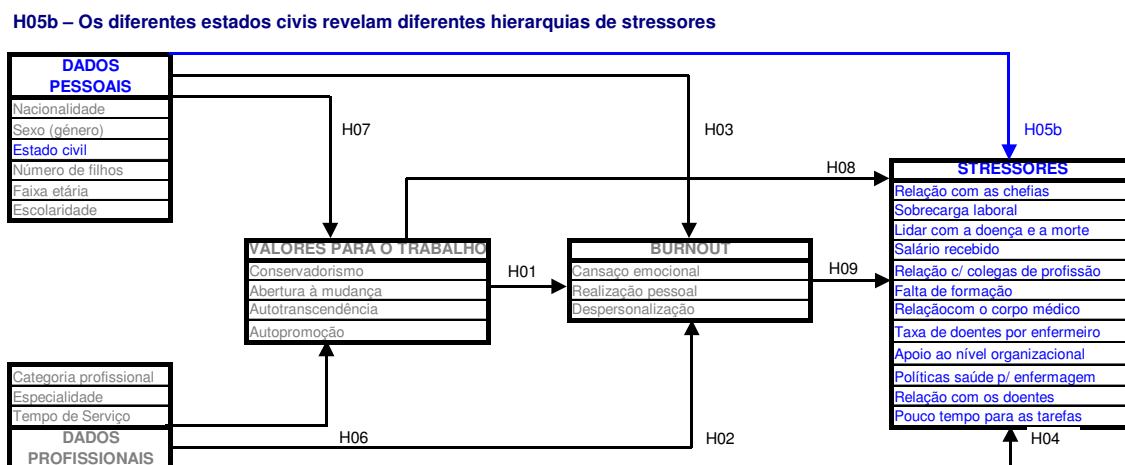 H05b – Os diferentes estados civis revelam diferentes hierarquias de stressores
DADOS
PESSOAIS
Nacionalidade
Sexo (género)
Estado civil
Número de filhos
Faixa etária
Escolaridade
H07
H03
H05b
H08
STRESSORES
Relação com as chefias
Sobrecarga laboral
Lidar com a doença e a morte
Salário recebido
Relação c/ colegas de profissão
Falta de formação
Relaçãocom o corpo médico
Taxa de doentes por enfermeiro
Apoio ao nível organizacional
Políticas saúde p/ enfermagem
Relação com os doentes
Pouco tempo para as tarefas
VALORES PARA O TRABALHO
Conservadorismo
Abertura à mudança
Autotranscendência
Autopromoção
H01
BURNOUT
Cansaço emocional
Realização pessoal
Despersonalização
H09
Categoria profissional
Especialidade
Tempo de Serviço
DADOS
PROFISSIONAIS
H06
H02
H04